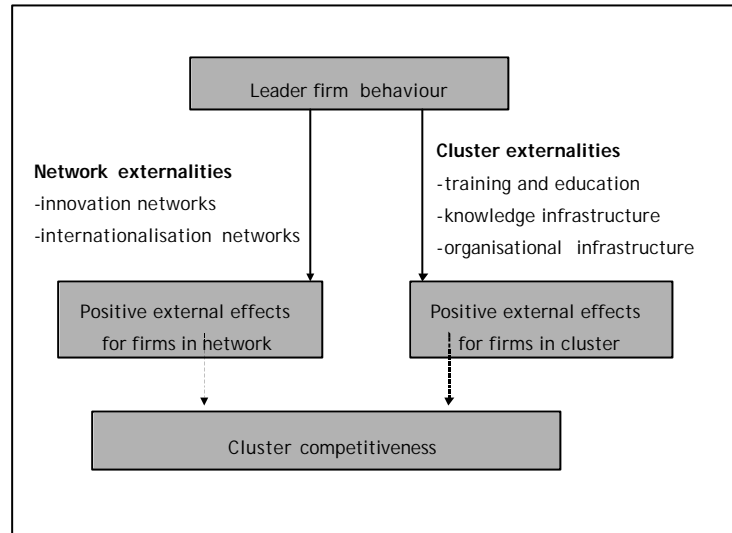 Leader firm behaviour
Network externalities
-innovation networks
-internationalisation networks
Cluster externalities
-training and education
-knowledge infrastructure
-organisational infrastructure
Positive external effects
for firms in network
Positive external effects
for firms in cluster
Cluster competitiveness